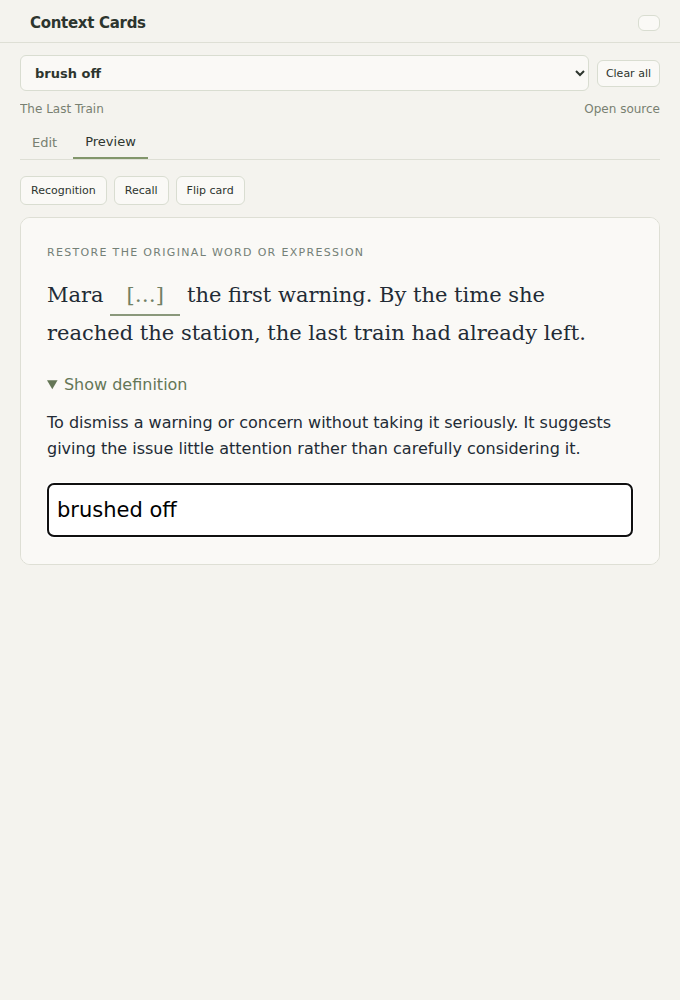 Context Cards
brush off
Clear all
The Last Train
Open source
Edit
Preview
Recognition
Recall
Flip card
RESTORE THE ORIGINAL WORD OR EXPRESSION
Mara [...] the first warning. By the time she
reached the station, the last train had already left.
▼ Show definition
To dismiss a warning or concern without taking it seriously. It suggests
giving the issue little attention rather than carefully considering it.
brushed off